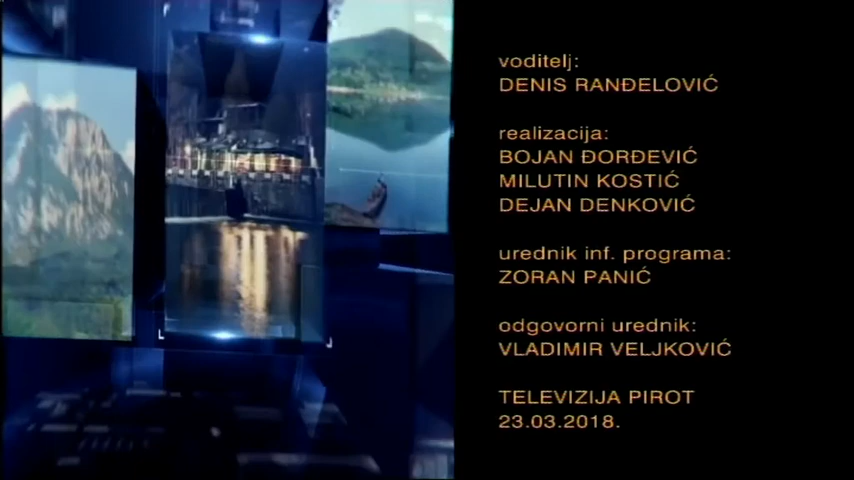 voditelj:
DENIS RANĐELOVIĆ
realizacija:
BOJAN ĐORĐEVIĆ
MILUTIN KOSTIĆ
DEJAN DENKOVIĆ
urednik inf. programa:
ZORAN PANIĆ
odgovorni urednik:
VLADIMIR VELJKOVIĆ
TELEVIZIJA PIROT
23.03.2018.